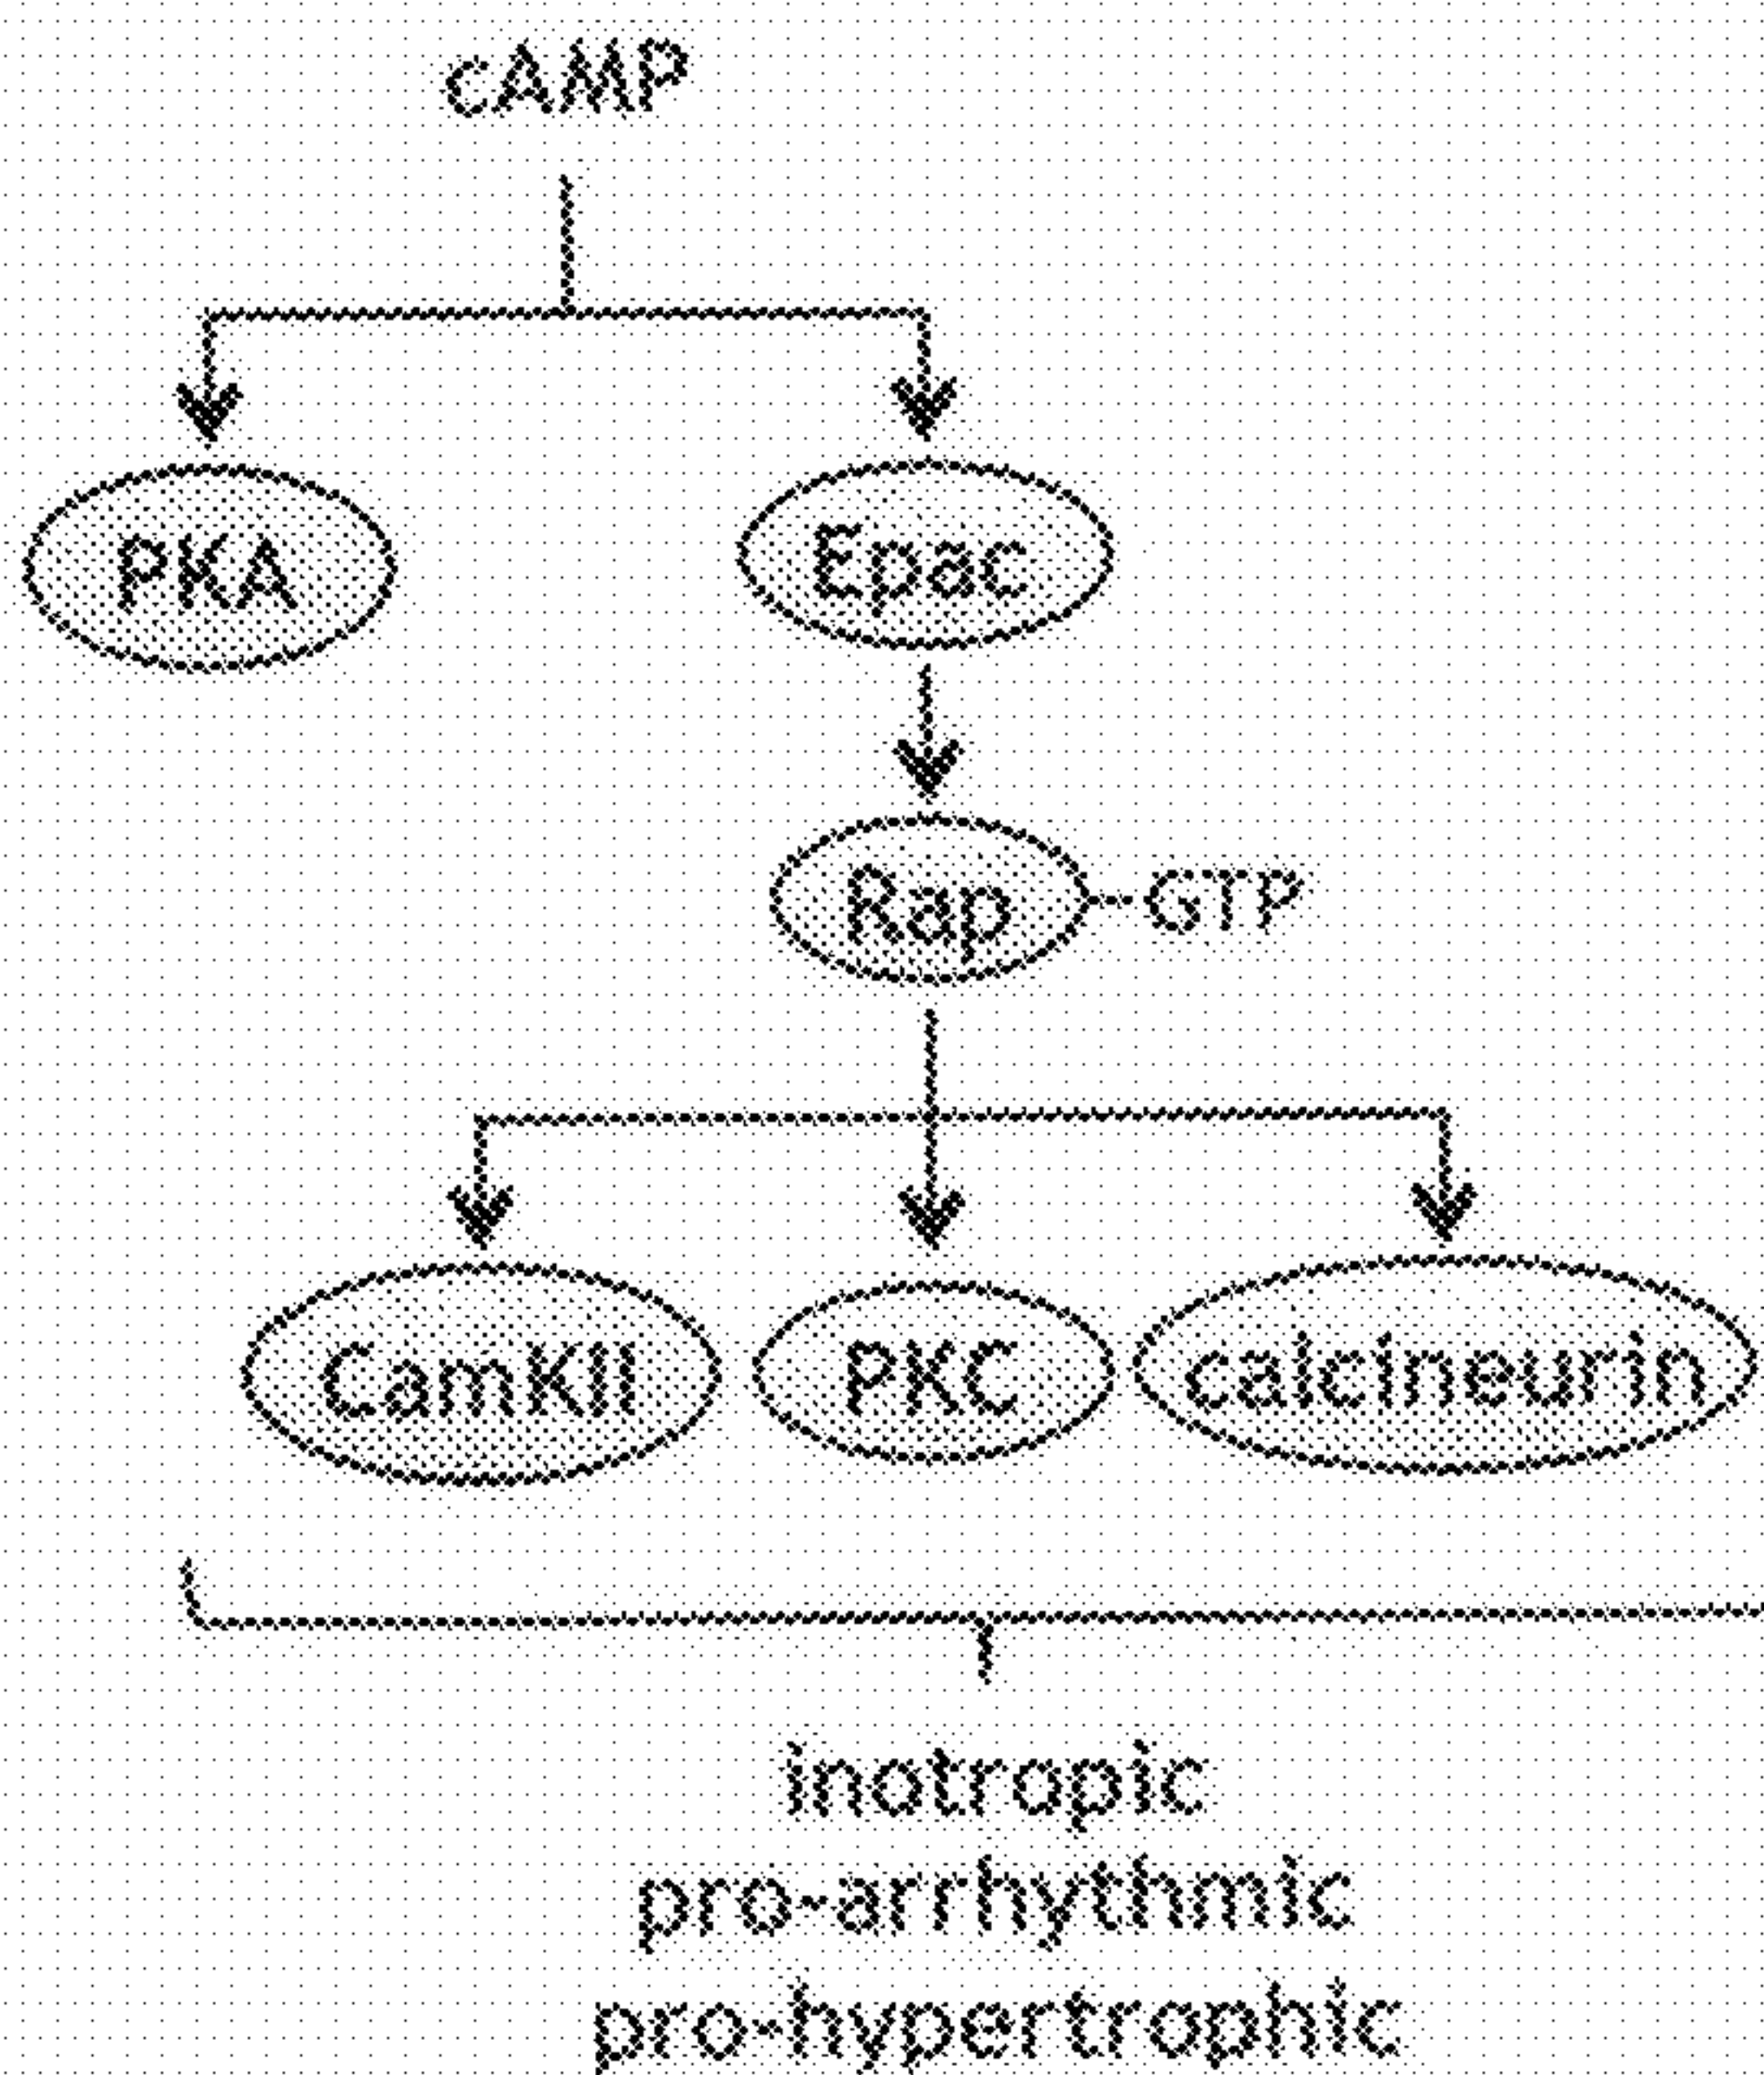 cAMP
PKA
Epac
Rap
GTP
CamKII
PKC
calcineurin
inotropic
pro-arrhythmic
pro-hypertrophic